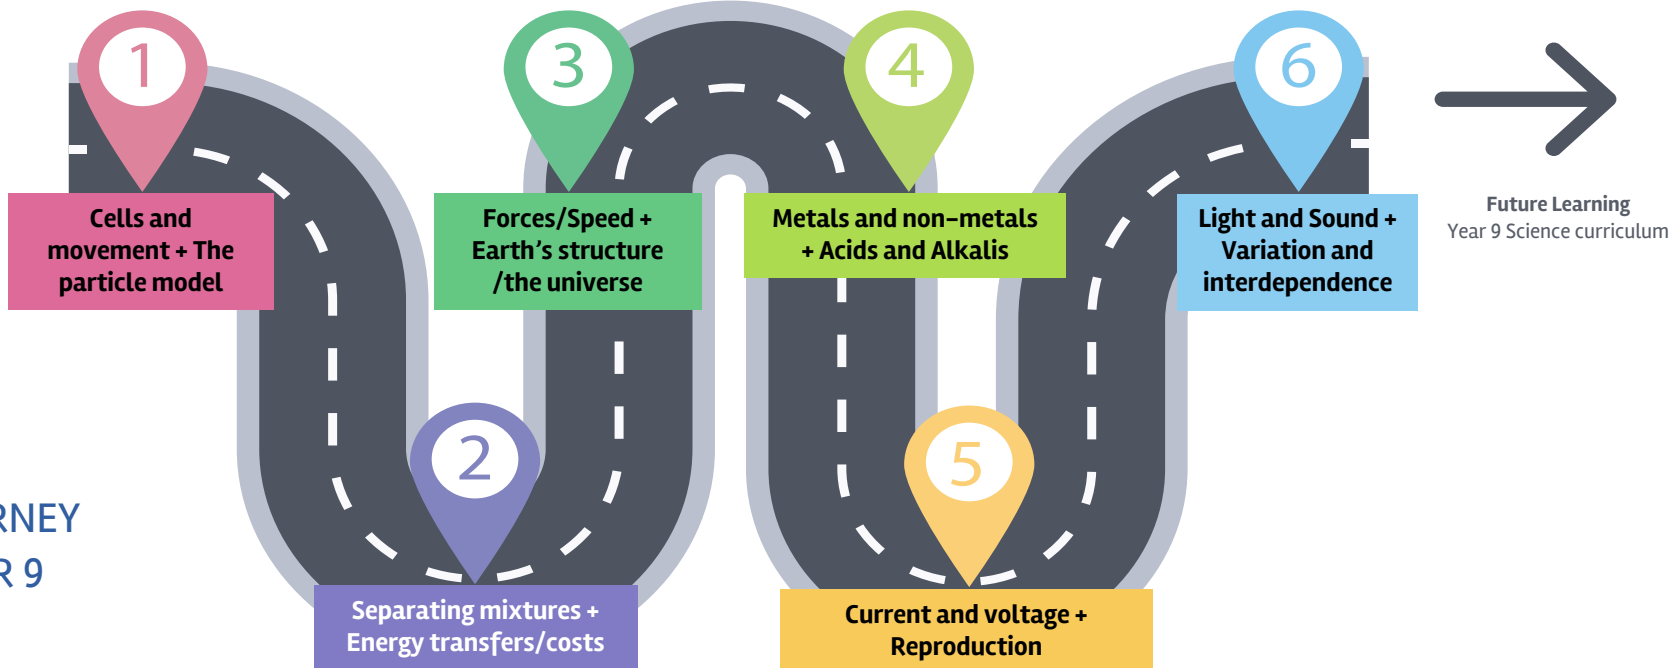 1
Cells and
movement + The
particle model
2
Separating mixtures +
Energy transfers/costs
3
Forces/Speed +
Earth's structure
/the universe
4
Metals and non-metals
+ Acids and Alkalis
5
Current and voltage +
Reproduction
6
Light and Sound +
Variation and
interdependence
Future Learning
Year 9 Science curriculum
RNEY
R 9